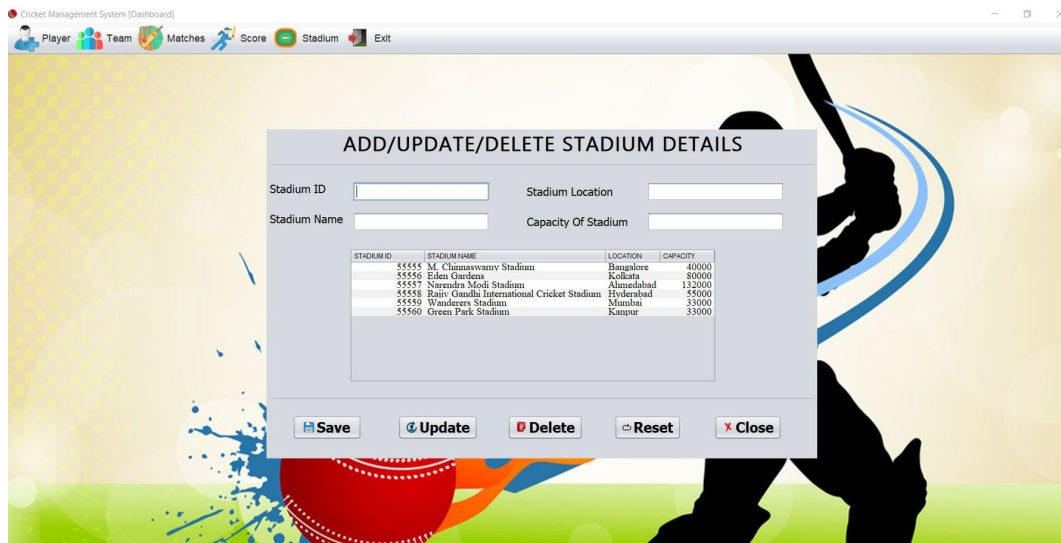 Cricket Management System [Dashboard]
Player Team Matches Score Stadium Exit
ADD/UPDATE/DELETE STADIUM DETAILS
Stadium ID Stadium Location
Stadium Name Capacity Of Stadium
STADIUM ID STADIUM NAME LOCATION CAPACITY
55555 M. Chinnaswamy Stadium Bangalore 40000
55556 Eden Gardens Kolkata 80000
55557 Narendra Modi Stadium Ahmedabad 132000
55558 Rajiv Gandhi International Cricket Stadium Hyderabad 55000
55559 Wanderers Stadium Mumbai 33000
55560 Green Park Stadium Kanpur 33000
Save Update Delete Reset Close